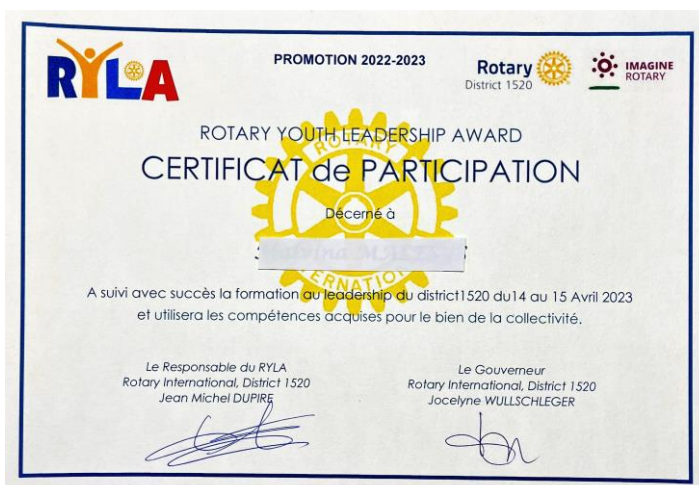 RYLA
PROMOTION 2022-2023
Rotary
District 1520
IMAGINE
ROTARY
ROTARY YOUTH LEADERSHIP AWARD
CERTIFICAT de PARTICIPATION
Décerné à
ROTARY
INTERNATIONAL
A suivi avec succès la formation au leadership du district1520 du14 au 15 Avril 2023
et utilisera les compétences acquises pour le bien de la collectivité.
Le Responsable du RYLA
Rotary International, District 1520
Jean Michel DUPIRE
Le Gouverneur
Rotary International, District 1520
Jocelyne WULLSCHLEGER